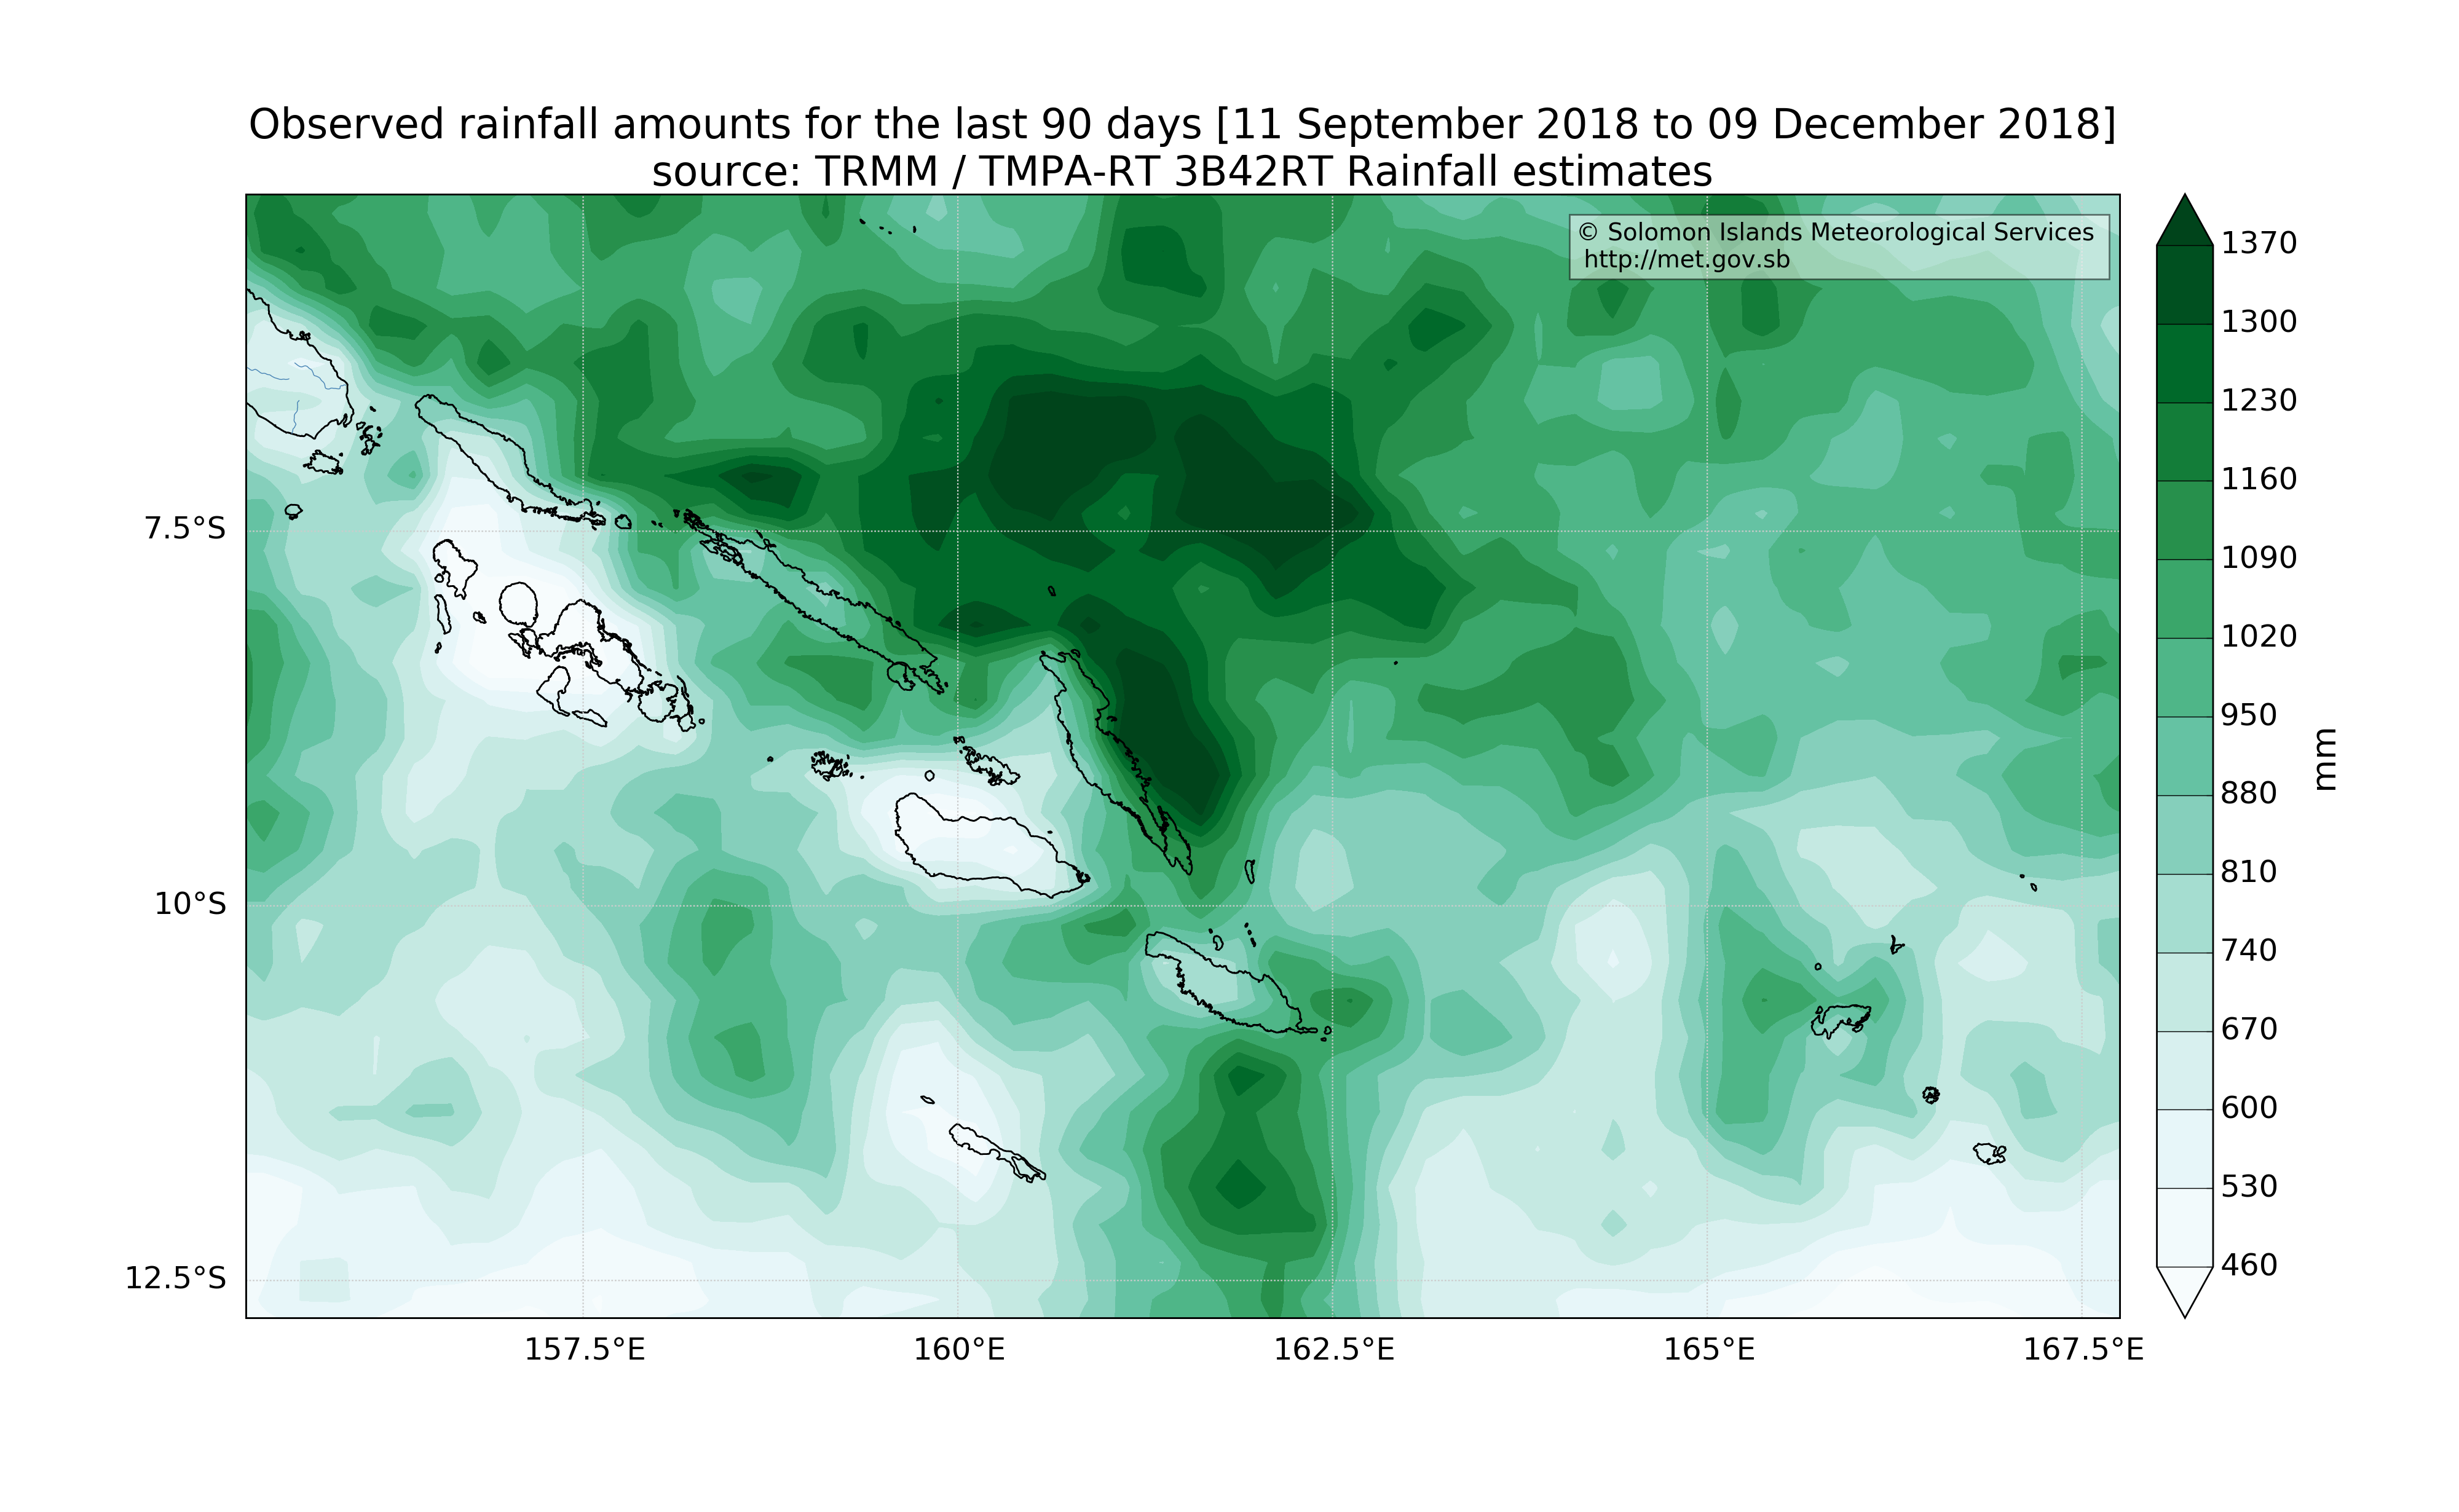 Observed rainfall amounts for the last 90 days [11 September 2018 to 09 December 2018]
source: TRMM / TMPA-RT 3B42RT Rainfall estimates
© Solomon Islands Meteorological Services
http://met.gov.sb
7.5°S
10°S
12.5°S
157.5°E
160°E
162.5°E
165°E
167.5°E
1370
1300
1230
1160
1090
1020
950
880
810
740
670
600
530
460
mm